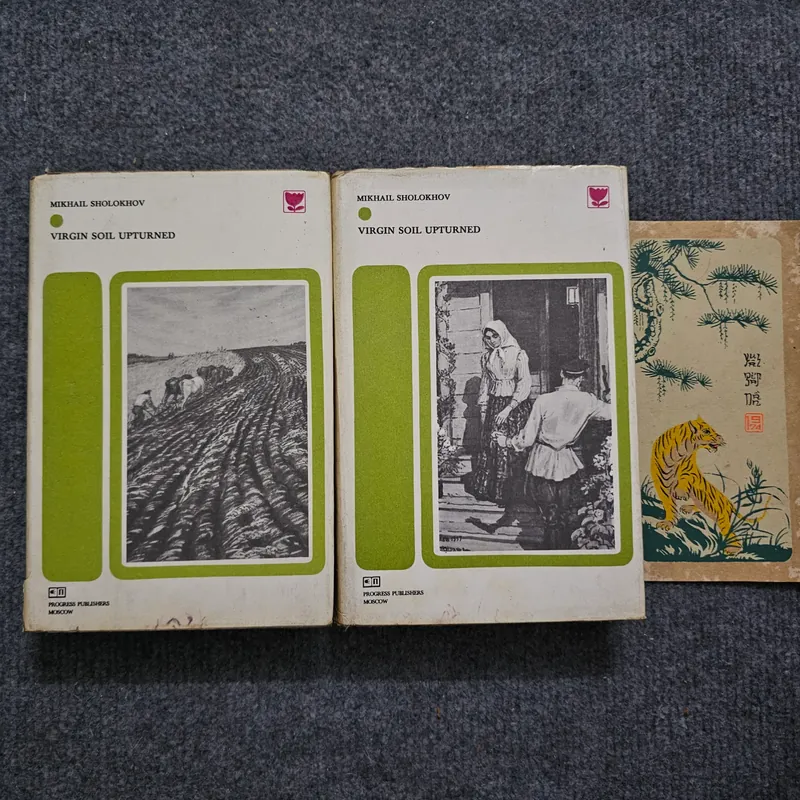 MIKHAIL SHOLOKHOV
VIRGIN SOIL UPTURNED
PROGRESS PUBLISHERS
MOSCOW
MIKHAIL SHOLOKHOV
VIRGIN SOIL UPTURNED
PROGRESS PUBLISHERS
MOSCOW